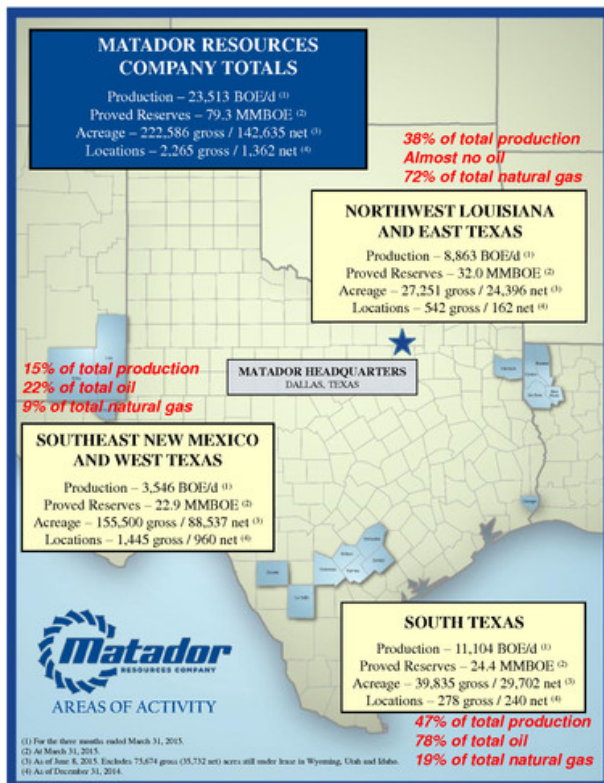 MATADOR RESOURCES
COMPANY TOTALS
Production – 23,513 BOE/d (1)
Proved Reserves – 79.3 MMBOE (2)
Acreage – 222,586 gross / 142,635 net (3)
Locations – 2,265 gross / 1,362 net (4)
38% of total production
Almost no oil
72% of total natural gas
NORTHWEST LOUISIANA
AND EAST TEXAS
Production – 8,863 BOE/d (1)
Proved Reserves – 32.0 MMBOE (2)
Acreage – 27,251 gross / 24,396 net (3)
Locations – 542 gross / 162 net (4)
MATADOR HEADQUARTERS
DALLAS, TEXAS
15% of total production
22% of total oil
9% of total natural gas
SOUTHEAST NEW MEXICO
AND WEST TEXAS
Production – 3,546 BOE/d (1)
Proved Reserves – 22.9 MMBOE (2)
Acreage – 155,500 gross / 88,537 net (3)
Locations – 1,445 gross / 960 net (4)
SOUTH TEXAS
Production – 11,104 BOE/d (1)
Proved Reserves – 24.4 MMBOE (2)
Acreage – 39,835 gross / 29,702 net (3)
Locations – 278 gross / 240 net (4)
47% of total production
78% of total oil
19% of total natural gas
Matador
RESOURCES COMPANY
AREAS OF ACTIVITY
(1) For the three months ended March 31, 2015.
(2) At March 31, 2015.
(3) As of June 8, 2015. Excludes 75,674 gross (35,732 net) acres still under lease in Wyoming, Utah and Idaho.
(4) As of December 31, 2014.